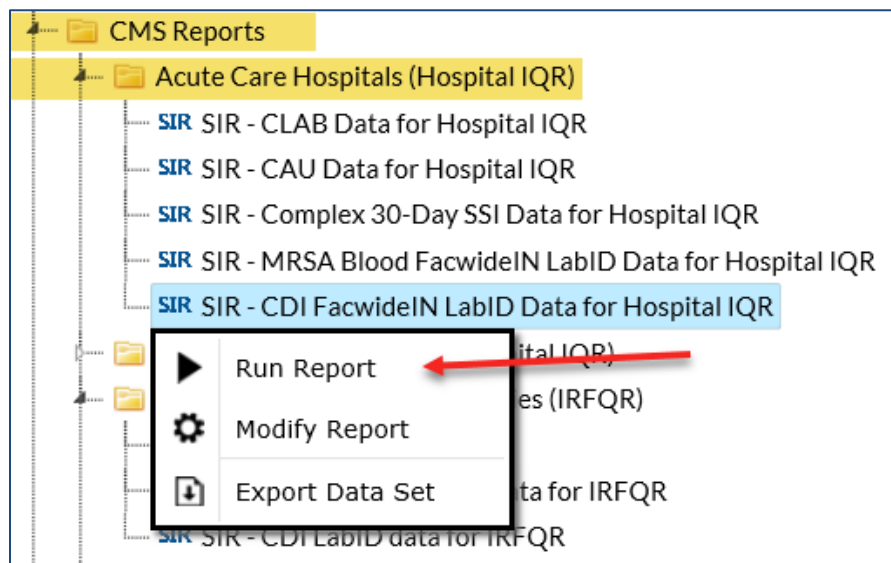 CMS Reports
Acute Care Hospitals (Hospital IQR)
SIR SIR - CLAB Data for Hospital IQR
SIR SIR - CAU Data for Hospital IQR
SIR SIR - Complex 30-Day SSI Data for Hospital IQR
SIR SIR - MRSA Blood FacwideIN LabID Data for Hospital IQR
SIR SIR - CDI FacwideIN LabID Data for Hospital IQR
Run Report
ital IQR)
es (IRFQR)
Modify Report
Export Data Set
ta for IRFQR
SIR SIR - CDI LabID data for IRFQR